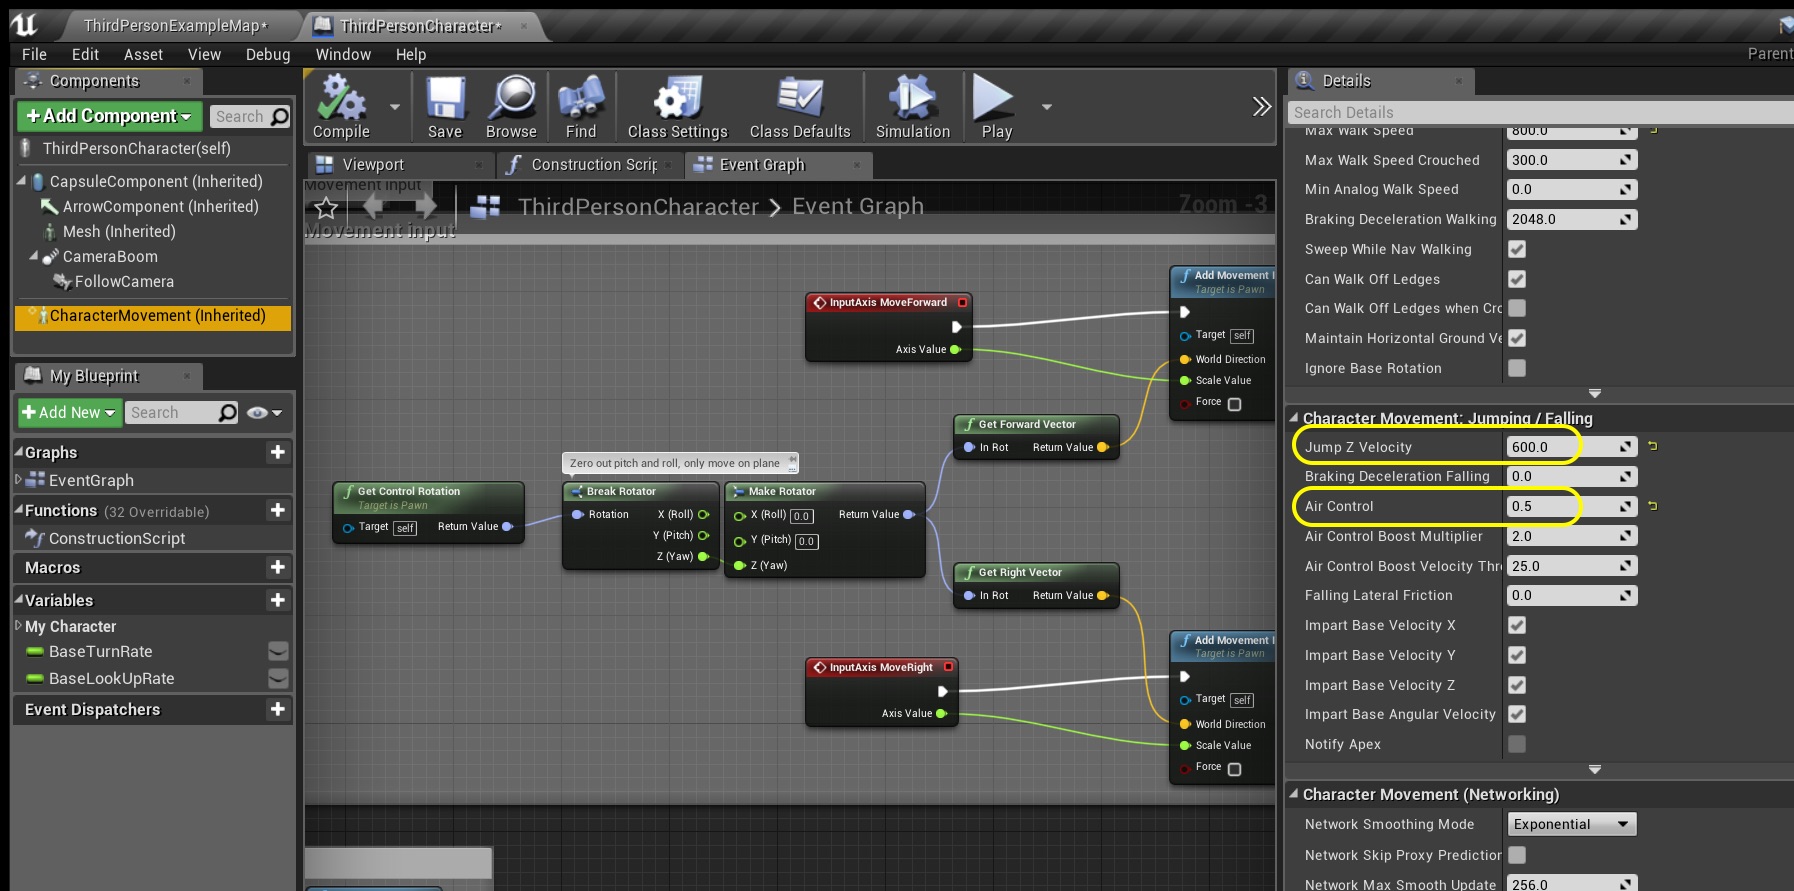 ThirdPersonExampleMap*
ThirdPersonCharacter*
File Edit Asset View Debug Window Help
Parent
Components
+Add Component
Search
ThirdPersonCharacter(self)
CapsuleComponent (Inherited)
ArrowComponent (Inherited)
Mesh (Inherited)
CameraBoom
FollowCamera
CharacterMovement (Inherited)
My Blueprint
+Add New
Search
Graphs
EventGraph
Functions (32 Overridable)
ConstructionScript
Macros
Variables
My Character
BaseTurnRate
BaseLookUpRate
Event Dispatchers
Compile
Save
Browse
Find
Class Settings
Class Defaults
Simulation
Play
Viewport
Construction Scrip
Event Graph
Movement Input
ThirdPersonCharacter > Event Graph
Zoom -3
Movement input
InputAxis MoveForward
Axis Value
Add Movement I
Target is Pawn
Target self
World Direction
Scale Value
Force
Get Forward Vector
In Rot Return Value
Zero out pitch and roll, only move on plane
Get Control Rotation
Target is Pawn
Target self Return Value
Break Rotator
Rotation X (Roll)
Y (Pitch)
Z (Yaw)
Make Rotator
X (Roll) 0.0 Return Value
Y (Pitch) 0.0
Z (Yaw)
Get Right Vector
In Rot Return Value
InputAxis MoveRight
Axis Value
Add Movement I
Target is Pawn
Target self
World Direction
Scale Value
Force
Details
Search Details
Max Walk Speed 800.0
Max Walk Speed Crouched 300.0
Min Analog Walk Speed 0.0
Braking Deceleration Walking 2048.0
Sweep While Nav Walking
Can Walk Off Ledges
Can Walk Off Ledges when Cro
Maintain Horizontal Ground Ve
Ignore Base Rotation
Character Movement: Jumping / Falling
Jump Z Velocity 600.0
Braking Deceleration Falling 0.0
Air Control 0.5
Air Control Boost Multiplier 2.0
Air Control Boost Velocity Thre 25.0
Falling Lateral Friction 0.0
Impart Base Velocity X
Impart Base Velocity Y
Impart Base Velocity Z
Impart Base Angular Velocity
Notify Apex
Character Movement (Networking)
Network Smoothing Mode Exponential
Network Skip Proxy Prediction
Network Max Smooth Update 256.0